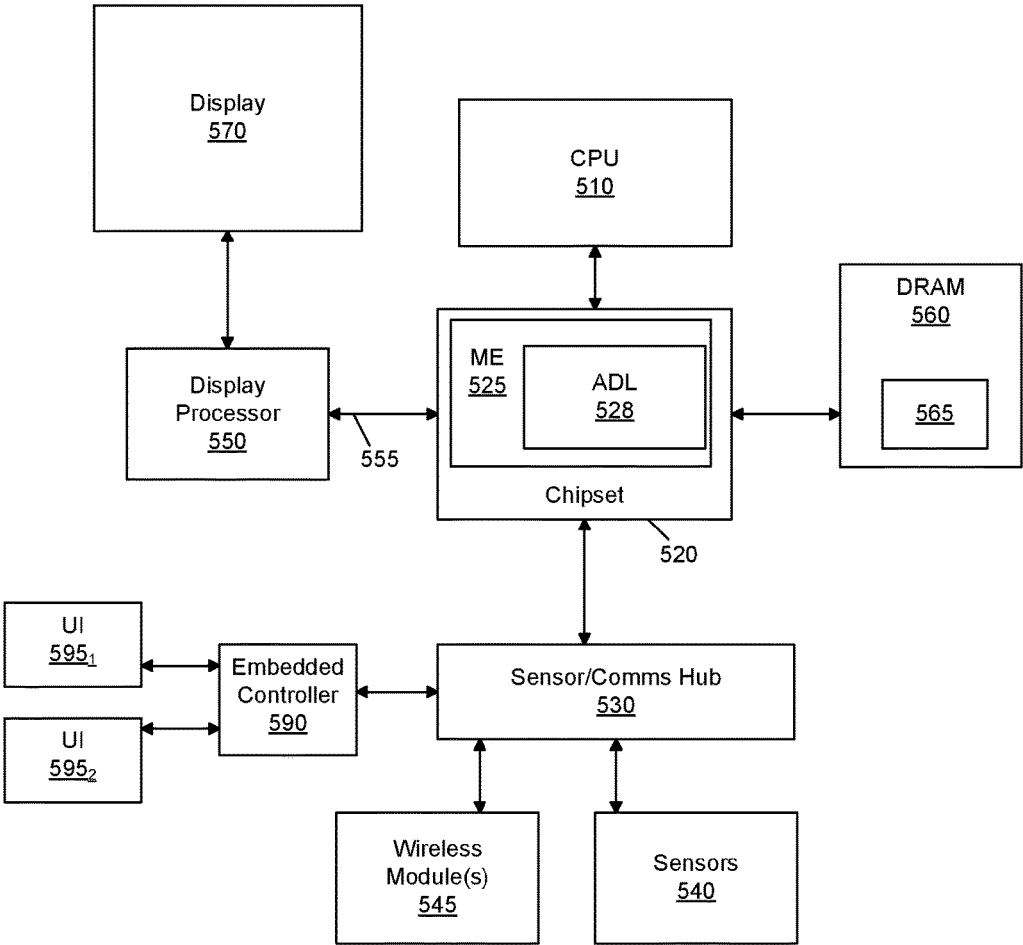 Display
570
CPU
510
DRAM
560
565
ME
525
ADL
528
Chipset
520
Display
Processor
550
555
UI
595₁
UI
595₂
Embedded
Controller
590
Sensor/Comms Hub
530
Wireless
Module(s)
545
Sensors
540